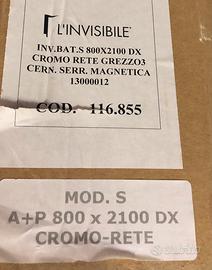 L'INVISIBILE
INV.BAT.S 800X2100 DX
CROMO RETE GREZZO3
CERN. SERR. MAGNETICA
13000012
COD. 116.855
MOD. S
A+P 800 x 2100 DX
CROMO-RETE
subito